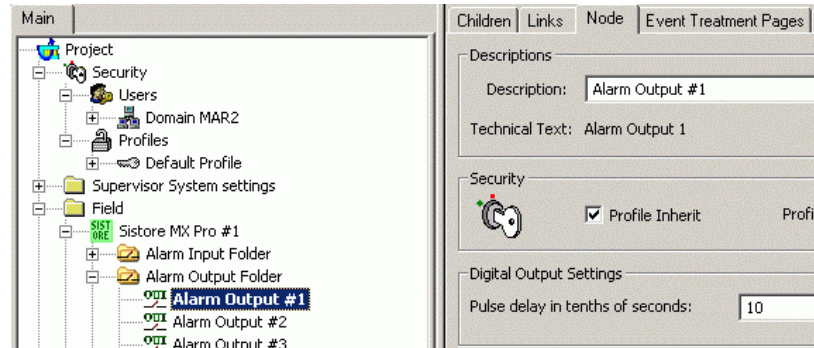 Main
Project
Security
Users
Domain MAR2
Profiles
Default Profile
Supervisor System settings
Field
SIST
ORE
Sistore MX Pro #1
Alarm Input Folder
Alarm Output Folder
OUT Alarm Output #1
OUT Alarm Output #2
OUT Alarm Output #3
Children Links Node Event Treatment Pages
Descriptions
Description: Alarm Output #1
Technical Text: Alarm Output 1
Security
Profile Inherit Profi
Digital Output Settings
Pulse delay in tenths of seconds: 10